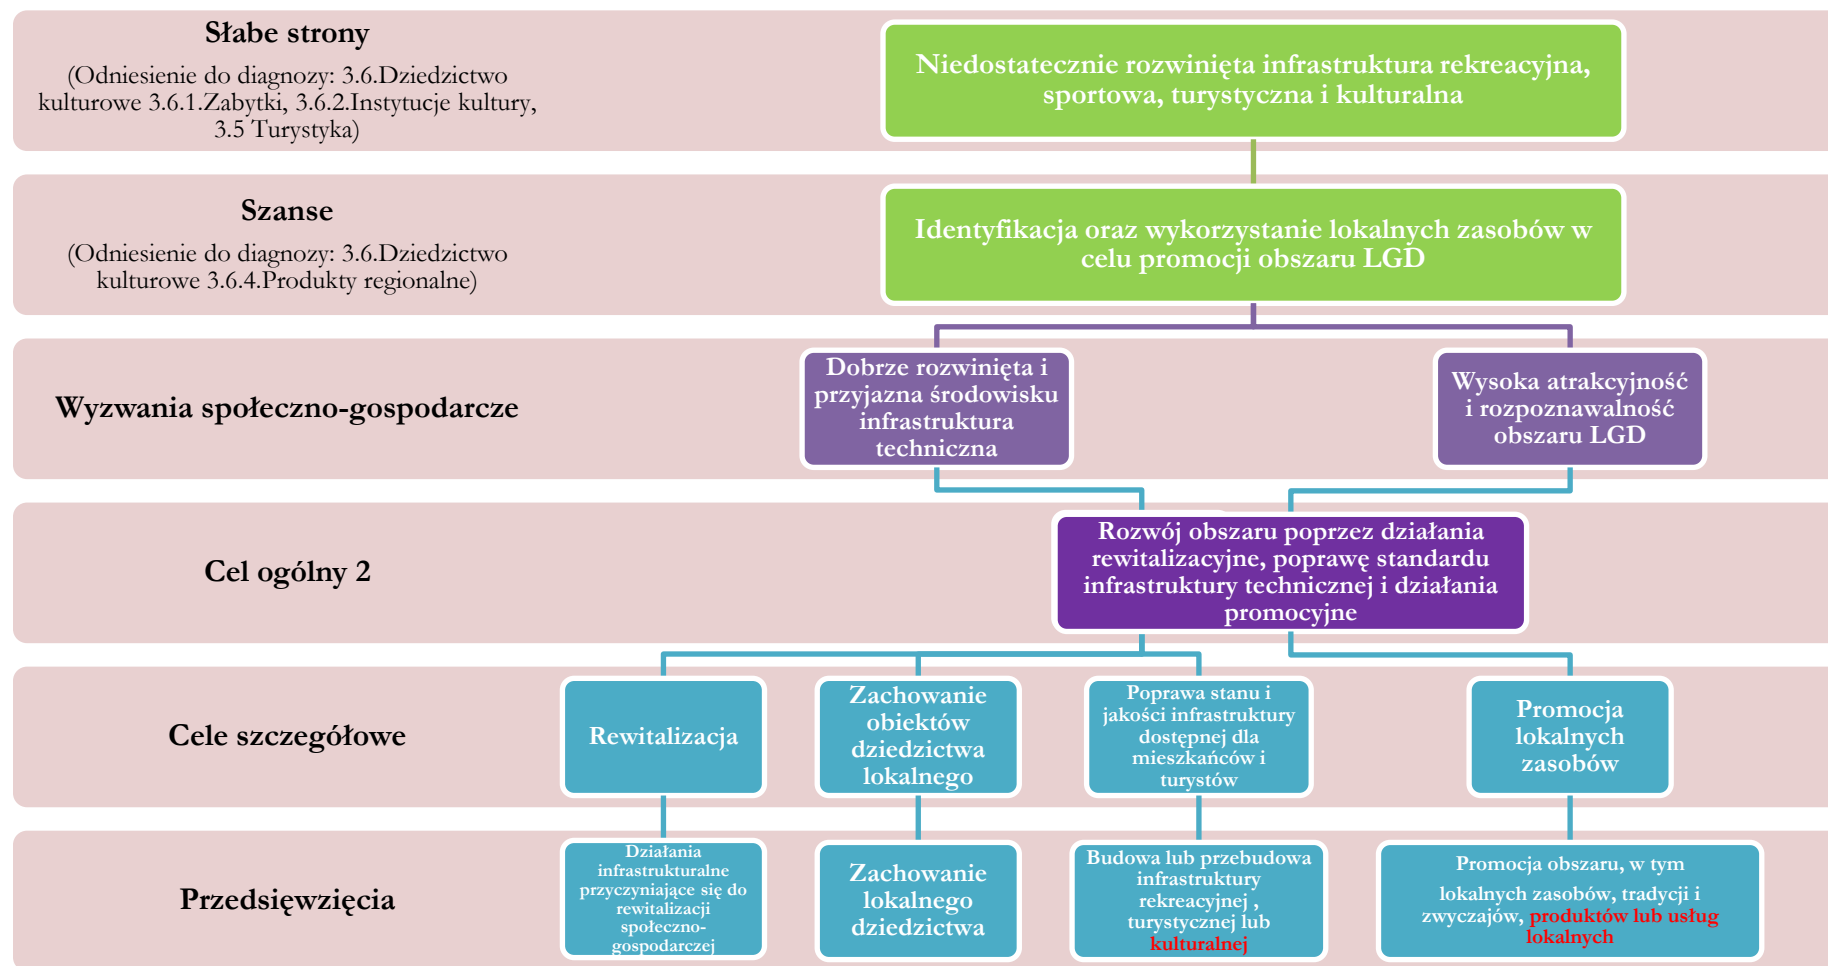 Słabe strony
(Odniesienie do diagnozy: 3.6.Dziedzictwo
kulturowe 3.6.1.Zabytki, 3.6.2.Instytucje kultury,
3.5 Turystyka)
Niedostatecznie rozwinięta infrastruktura rekreacyjna,
sportowa, turystyczna i kulturalna
Szanse
(Odniesienie do diagnozy: 3.6.Dziedzictwo
kulturowe 3.6.4.Produkty regionalne)
Identyfikacja oraz wykorzystanie lokalnych zasobów w
celu promocji obszaru LGD
Wyzwania społeczno-gospodarcze
Dobrze rozwinięta i
przyjazna środowisku
infrastruktura
techniczna
Wysoka atrakcyjność
i rozpoznawalność
obszaru LGD
Cel ogólny 2
Rozwój obszaru poprzez działania
rewitalizacyjne, poprawę standardu
infrastruktury technicznej i działania
promocyjne
Cele szczegółowe
Rewitalizacja
Zachowanie
obiektów
dziedzictwa
lokalnego
Poprawa stanu i
jakości infrastruktury
dostępnej dla
mieszkańców i
turystów
Promocja
lokalnych
zasobów
Przedsięwzięcia
Działania
infrastrukturalne
przyczyniające się do
rewitalizacji
społeczno-
gospodarczej
Zachowanie
lokalnego
dziedzictwa
Budowa lub przebudowa
infrastruktury
rekreacyjnej ,
turystycznej lub
kulturalnej
Promocja obszaru, w tym
lokalnych zasobów, tradycji i
zwyczajów, produktów lub usług
lokalnych